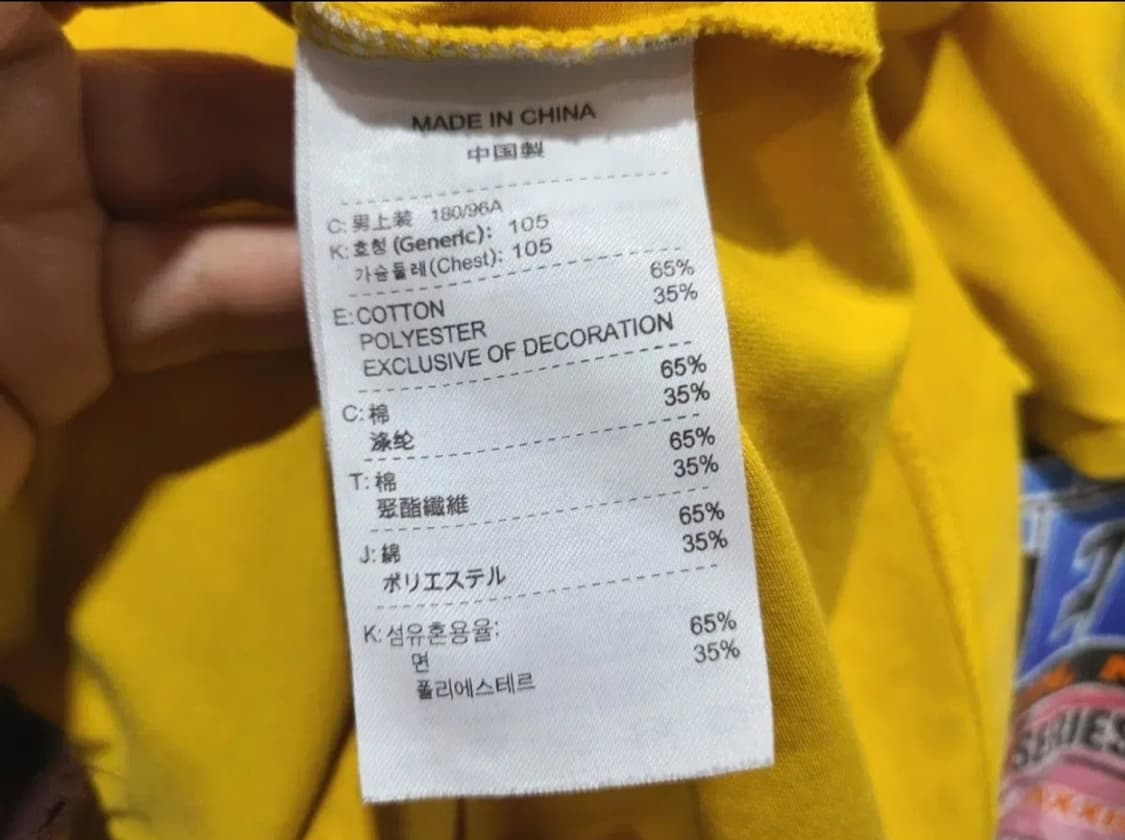 MADE IN CHINA
中国製
C: 男上装 180/96A
K: 호칭 (Generic): 105
가슴둘레(Chest): 105
E: COTTON 65%
POLYESTER 35%
EXCLUSIVE OF DECORATION
C: 棉 65%
涤纶 35%
T: 棉 65%
聚酯纖維 35%
J: 綿 65%
ポリエステル 35%
K: 섬유혼용율:
면 65%
폴리에스테르 35%
SERIES